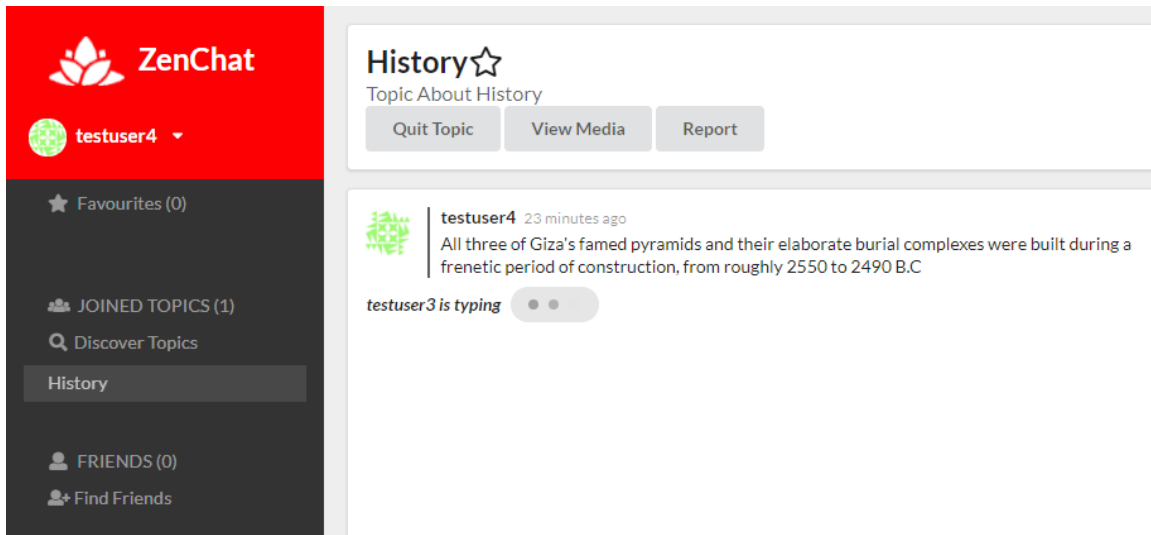 ZenChat
testuser4
Favourites (0)
JOINED TOPICS (1)
Discover Topics
History
FRIENDS (0)
Find Friends
History
Topic About History
Quit Topic View Media Report
testuser4 23 minutes ago
All three of Giza's famed pyramids and their elaborate burial complexes were built during a
frenetic period of construction, from roughly 2550 to 2490 B.C
testuser3 is typing